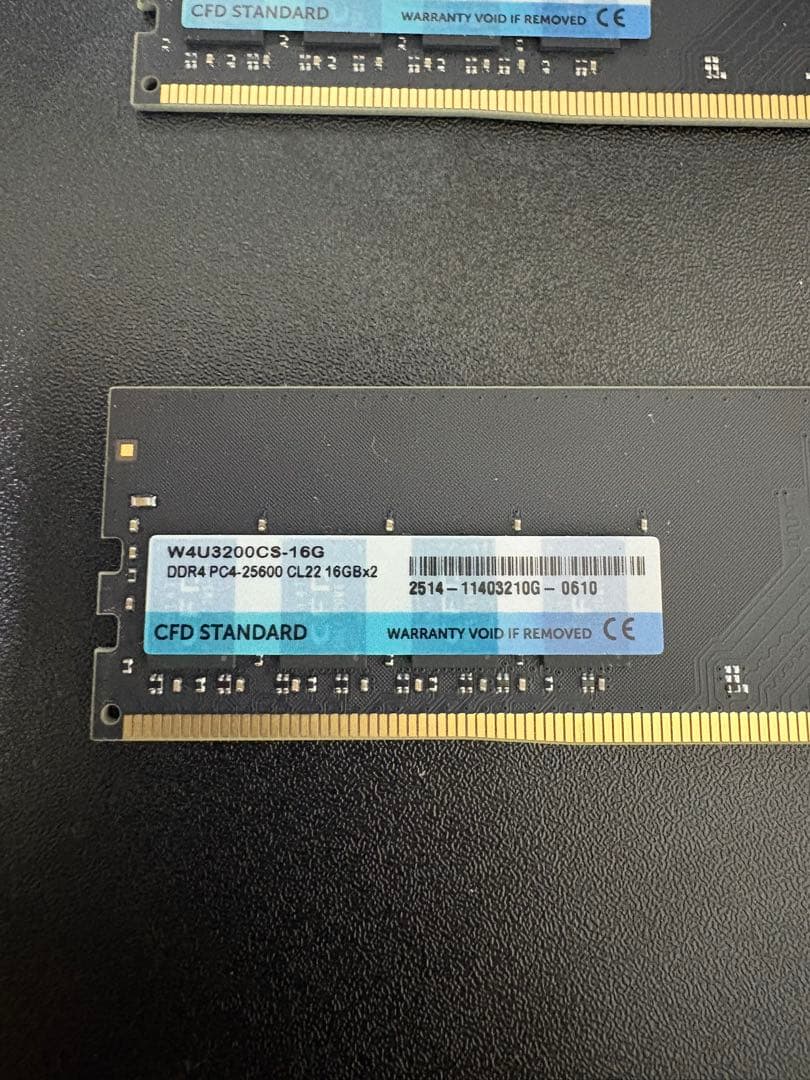 CFD STANDARD
WARRANTY VOID IF REMOVED CE
W4U3200CS-16G
DDR4 PC4-25600 CL22 16GBx2
2514-11403210G-0610
CFD STANDARD
WARRANTY VOID IF REMOVED CE